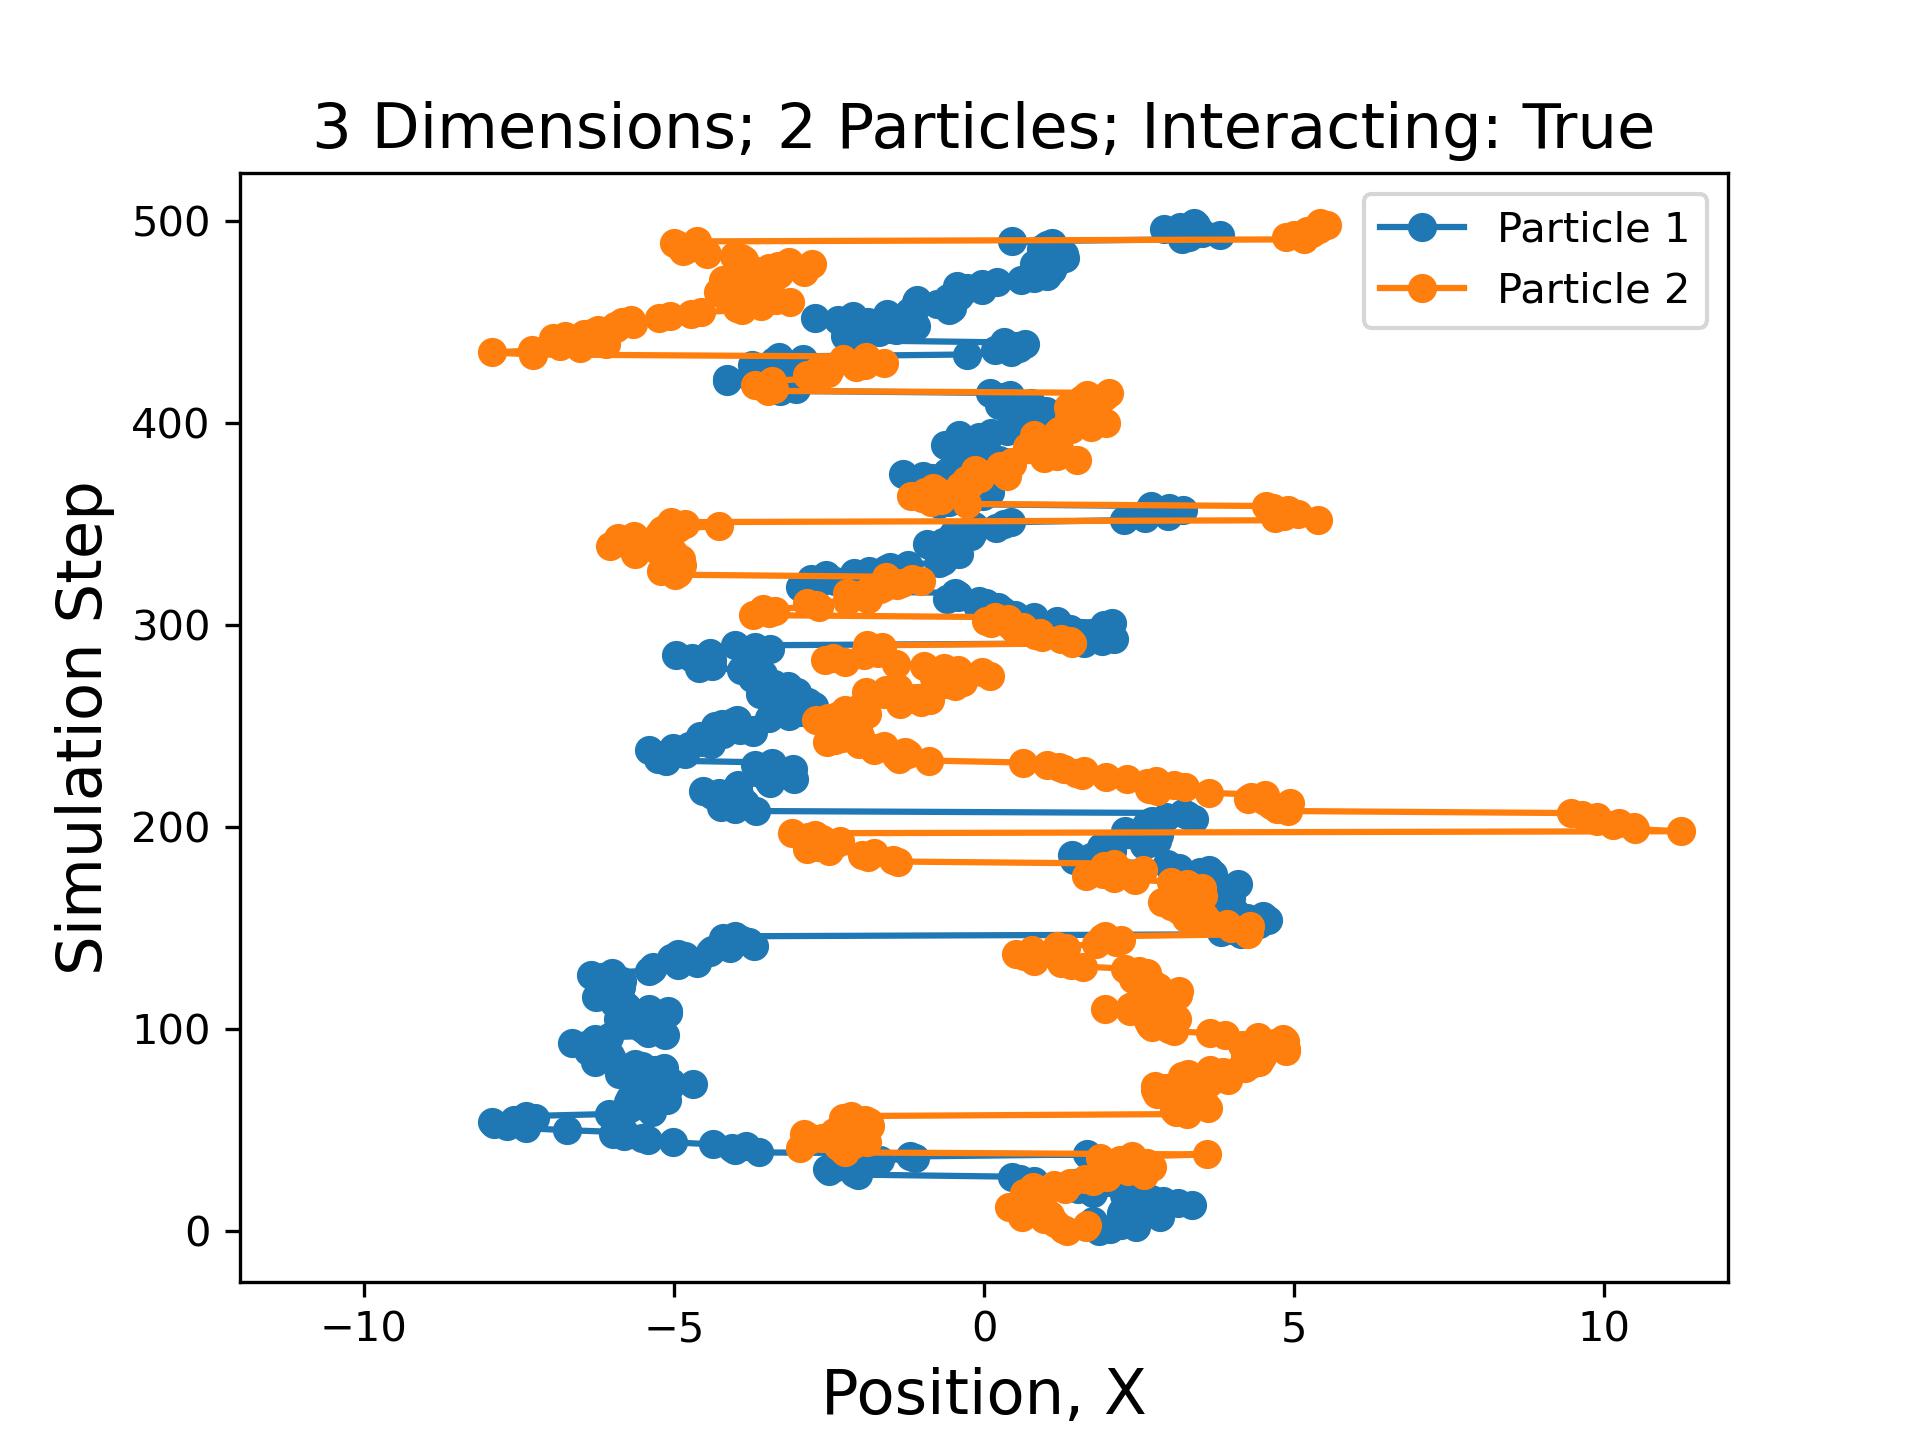 3 Dimensions; 2 Particles; Interacting: True
Particle 1
Particle 2
500
400
300
200
100
0
Simulation Step
−10
−5
0
5
10
Position, X